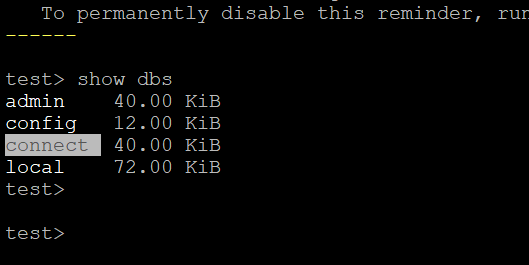 To permanently disable this reminder, run
------
test> show dbs
admin    40.00 KiB
config   12.00 KiB
connect  40.00 KiB
local    72.00 KiB
test>
test>